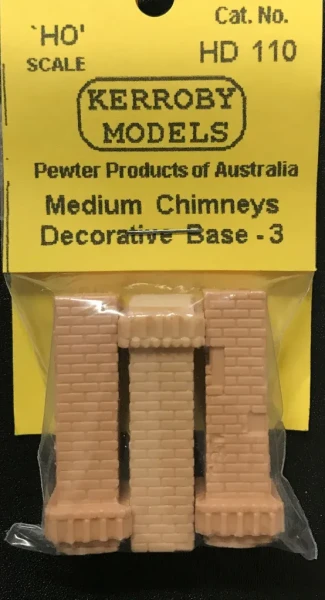 `HO'
SCALE
Cat. No.
HD 110
KERROBY
MODELS
Pewter Products of Australia
Medium Chimneys
Decorative Base - 3